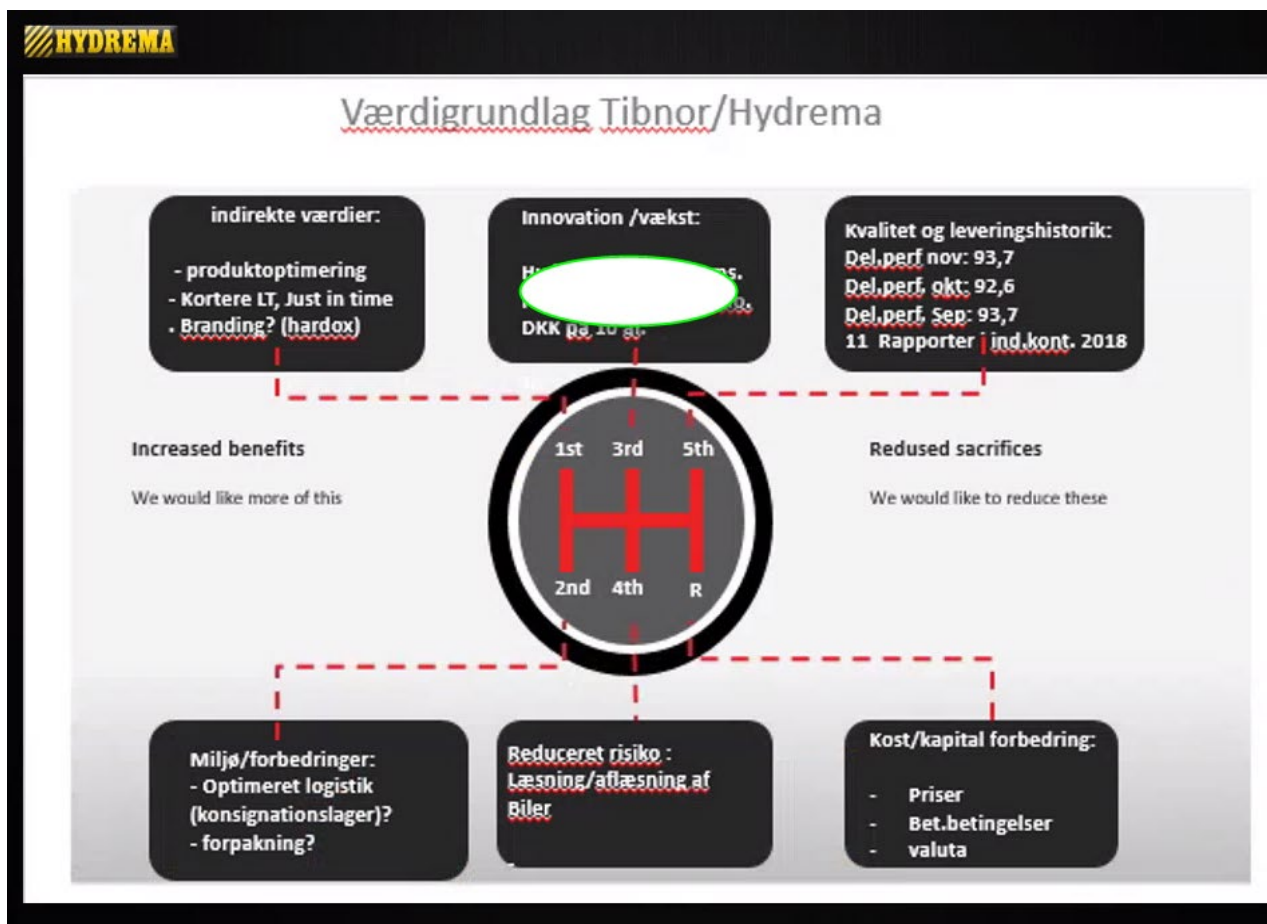 HYDREMA
Værdigrundlag Tibnor/Hydrema
indirekte værdier:
- produktoptimering
- Kortere LT, Just in time
. Branding? (hardox)
Innovation /vækst:
DKK på 10 år.
Kvalitet og leveringshistorik:
Del.perf nov: 93,7
Del.perf. okt: 92,6
Del.perf. Sep: 93,7
11 Rapporter i ind.kont. 2018
Increased benefits
We would like more of this
1st 3rd 5th
2nd 4th R
Redused sacrifices
We would like to reduce these
Miljø/forbedringer:
- Optimeret logistik
(konsignationslager)?
- forpakning?
Reduceret risiko :
Læsning/aflæsning af
Biler
-
Kost/kapital forbedring:
- Priser
- Bet.betingelser
- valuta